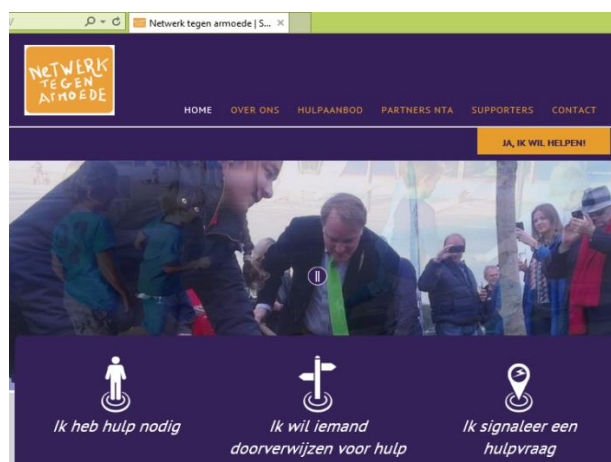 Netwerk tegen armoede | S...
NETWERK
TEGEN
ARMOEDE
HOME OVER ONS HULPAANBOD PARTNERS NTA SUPPORTERS CONTACT
JA, IK WIL HELPEN!
Ik heb hulp nodig
Ik wil iemand
doorverwijzen voor hulp
Ik signaleer een
hulpvraag